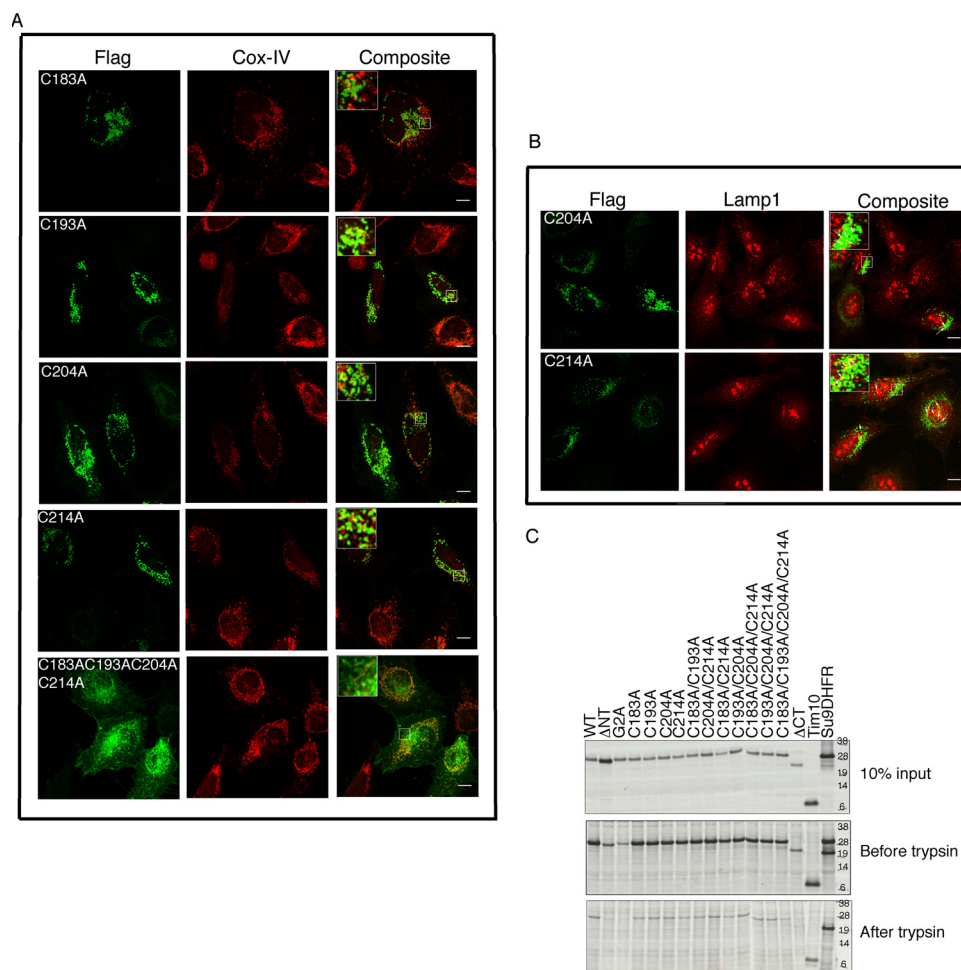 A
Flag Cox-IV Composite
C183A
C193A
C204A
C214A
C183AC193AC204A
C214A
B
Flag Lamp1 Composite
C204A
C214A
C
WT
ΔNT
G2A
C183A
C193A
C204A
C214A
C183A/C193A
C204A/C214A
C183A/C214A
C193A/C204A
C183A/C204A/C214A
C193A/C204A/C214A
C183A/C193A/C204A/C214A
ΔCT
Tim10
Su9DHFR
38
28
19
14
6
10% input
38
28
19
14
6
Before trypsin
38
28
19
14
6
After trypsin